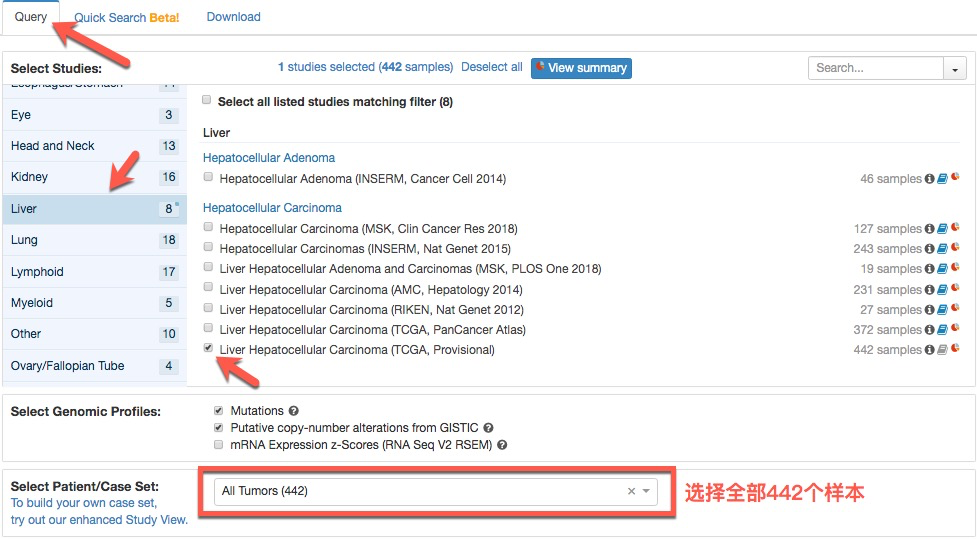 Query Quick Search Beta! Download
Select Studies: 1 studies selected (442 samples) Deselect all View summary Search...
Esophagus/Stomach
Eye 3
Head and Neck 13
Kidney 16
Liver 8
Lung 18
Lymphoid 17
Myeloid 5
Other 10
Ovary/Fallopian Tube 4
Select all listed studies matching filter (8)
Liver
Hepatocellular Adenoma
Hepatocellular Adenoma (INSERM, Cancer Cell 2014) 46 samples
Hepatocellular Carcinoma
Hepatocellular Carcinoma (MSK, Clin Cancer Res 2018) 127 samples
Hepatocellular Carcinomas (INSERM, Nat Genet 2015) 243 samples
Liver Hepatocellular Adenoma and Carcinomas (MSK, PLOS One 2018) 19 samples
Liver Hepatocellular Carcinoma (AMC, Hepatology 2014) 231 samples
Liver Hepatocellular Carcinoma (RIKEN, Nat Genet 2012) 27 samples
Liver Hepatocellular Carcinoma (TCGA, PanCancer Atlas) 372 samples
Liver Hepatocellular Carcinoma (TCGA, Provisional) 442 samples
Select Genomic Profiles:
Mutations
Putative copy-number alterations from GISTIC
mRNA Expression z-Scores (RNA Seq V2 RSEM)
Select Patient/Case Set:
To build your own case set,
try out our enhanced Study View.
All Tumors (442)
选择全部442个样本